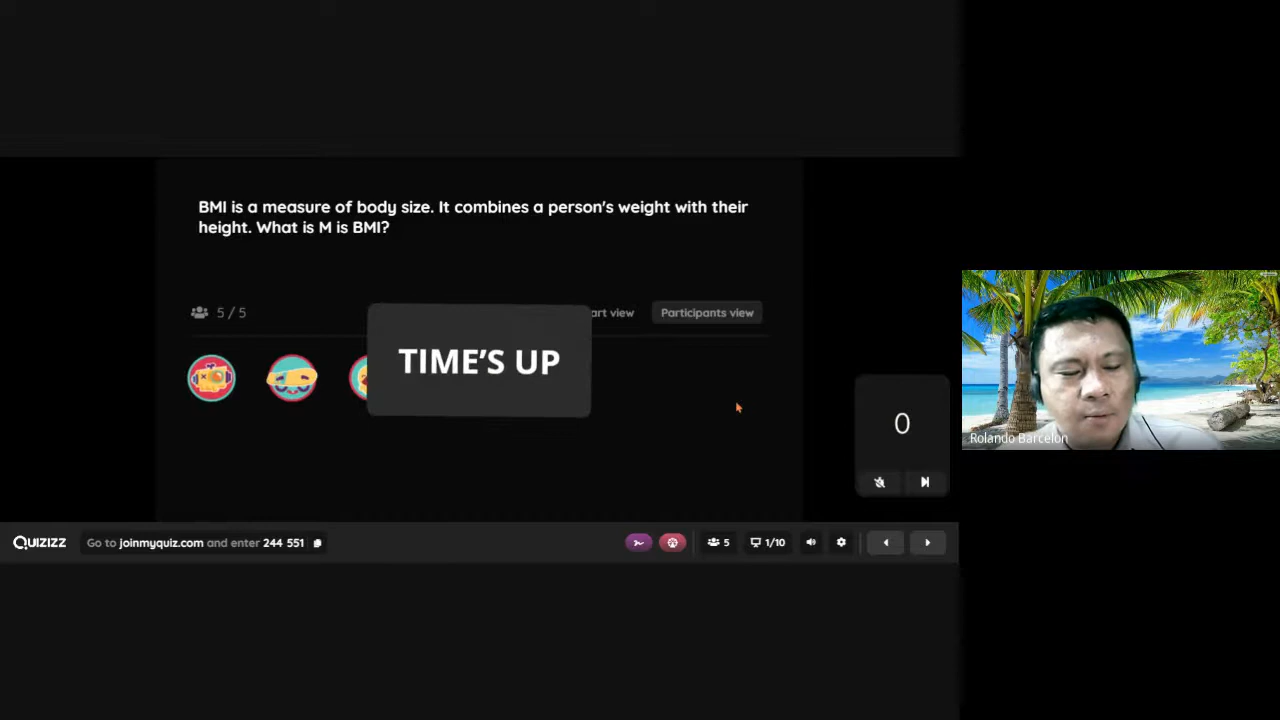 BMI is a measure of body size. It combines a person's weight with their
height. What is M is BMI?
5 / 5
art view
Participants view
TIME'S UP
0
Rolando Barcelon
QUIZIZZ
Go to joinmyquiz.com and enter 244 551
5
1/10